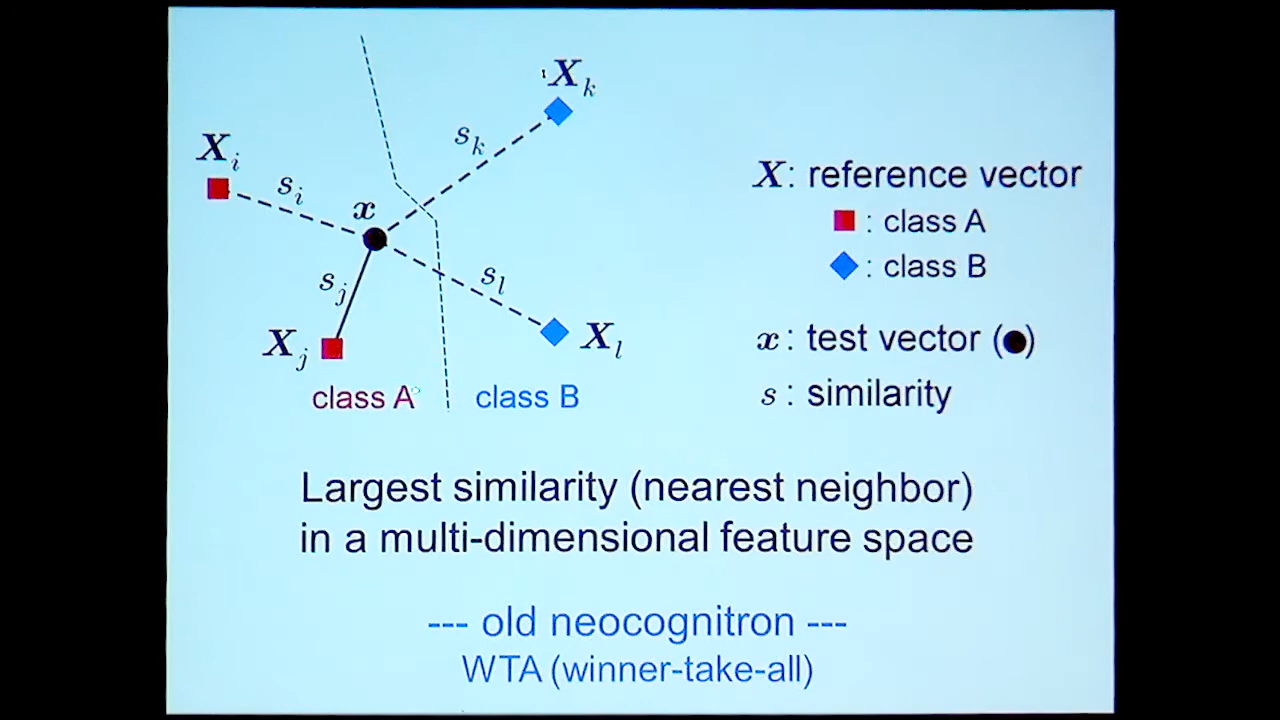 X_k
X_i
s_k
s_i
x
s_j
s_l
X_j
X_l
class A
class B
X: reference vector
: class A
: class B
x: test vector (●)
s: similarity
Largest similarity (nearest neighbor)
in a multi-dimensional feature space
--- old neocognitron ---
WTA (winner-take-all)